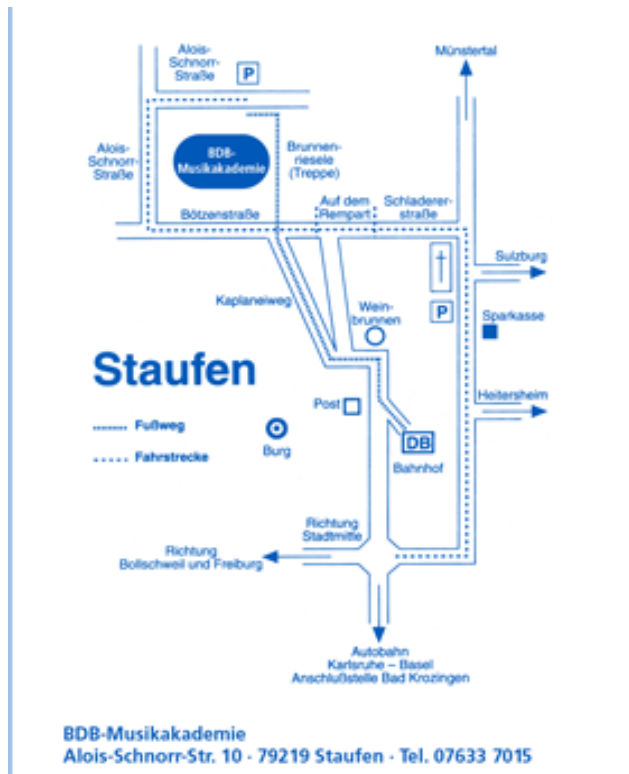 Münstertal
Alois-
Schnorr-
Straße
P
Alois-
Schnorr-
Straße
BDB-
Musikakademie
Brunnen-
riesele
(Treppe)
Bötzenstraße
Auf dem
Rempart
Schladerer-
straße
Sulzburg
Kaplaneiweg
Wein-
brunnen
P
Sparkasse
Staufen
Heitersheim
Post
Fußweg
Fahrstrecke
Burg
DB
Bahnhof
Richtung
Stadtmitte
Richtung
Bollschweil und Freiburg
Autobahn
Karlsruhe – Basel
Anschlußstelle Bad Krozingen
BDB-Musikakademie
Alois-Schnorr-Str. 10 · 79219 Staufen · Tel. 07633 7015